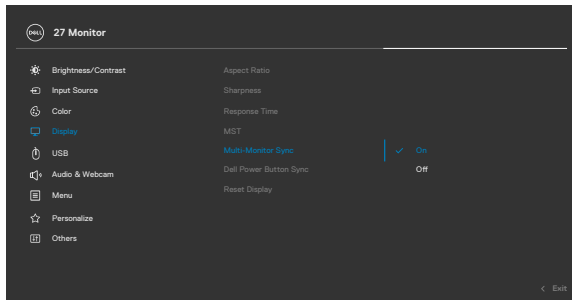 DELL
27 Monitor
Brightness/Contrast
Input Source
Color
Display
USB
Audio & Webcam
Menu
Personalize
Others
Aspect Ratio
Sharpness
Response Time
MST
Multi-Monitor Sync
Dell Power Button Sync
Reset Display
On
Off
< Exit